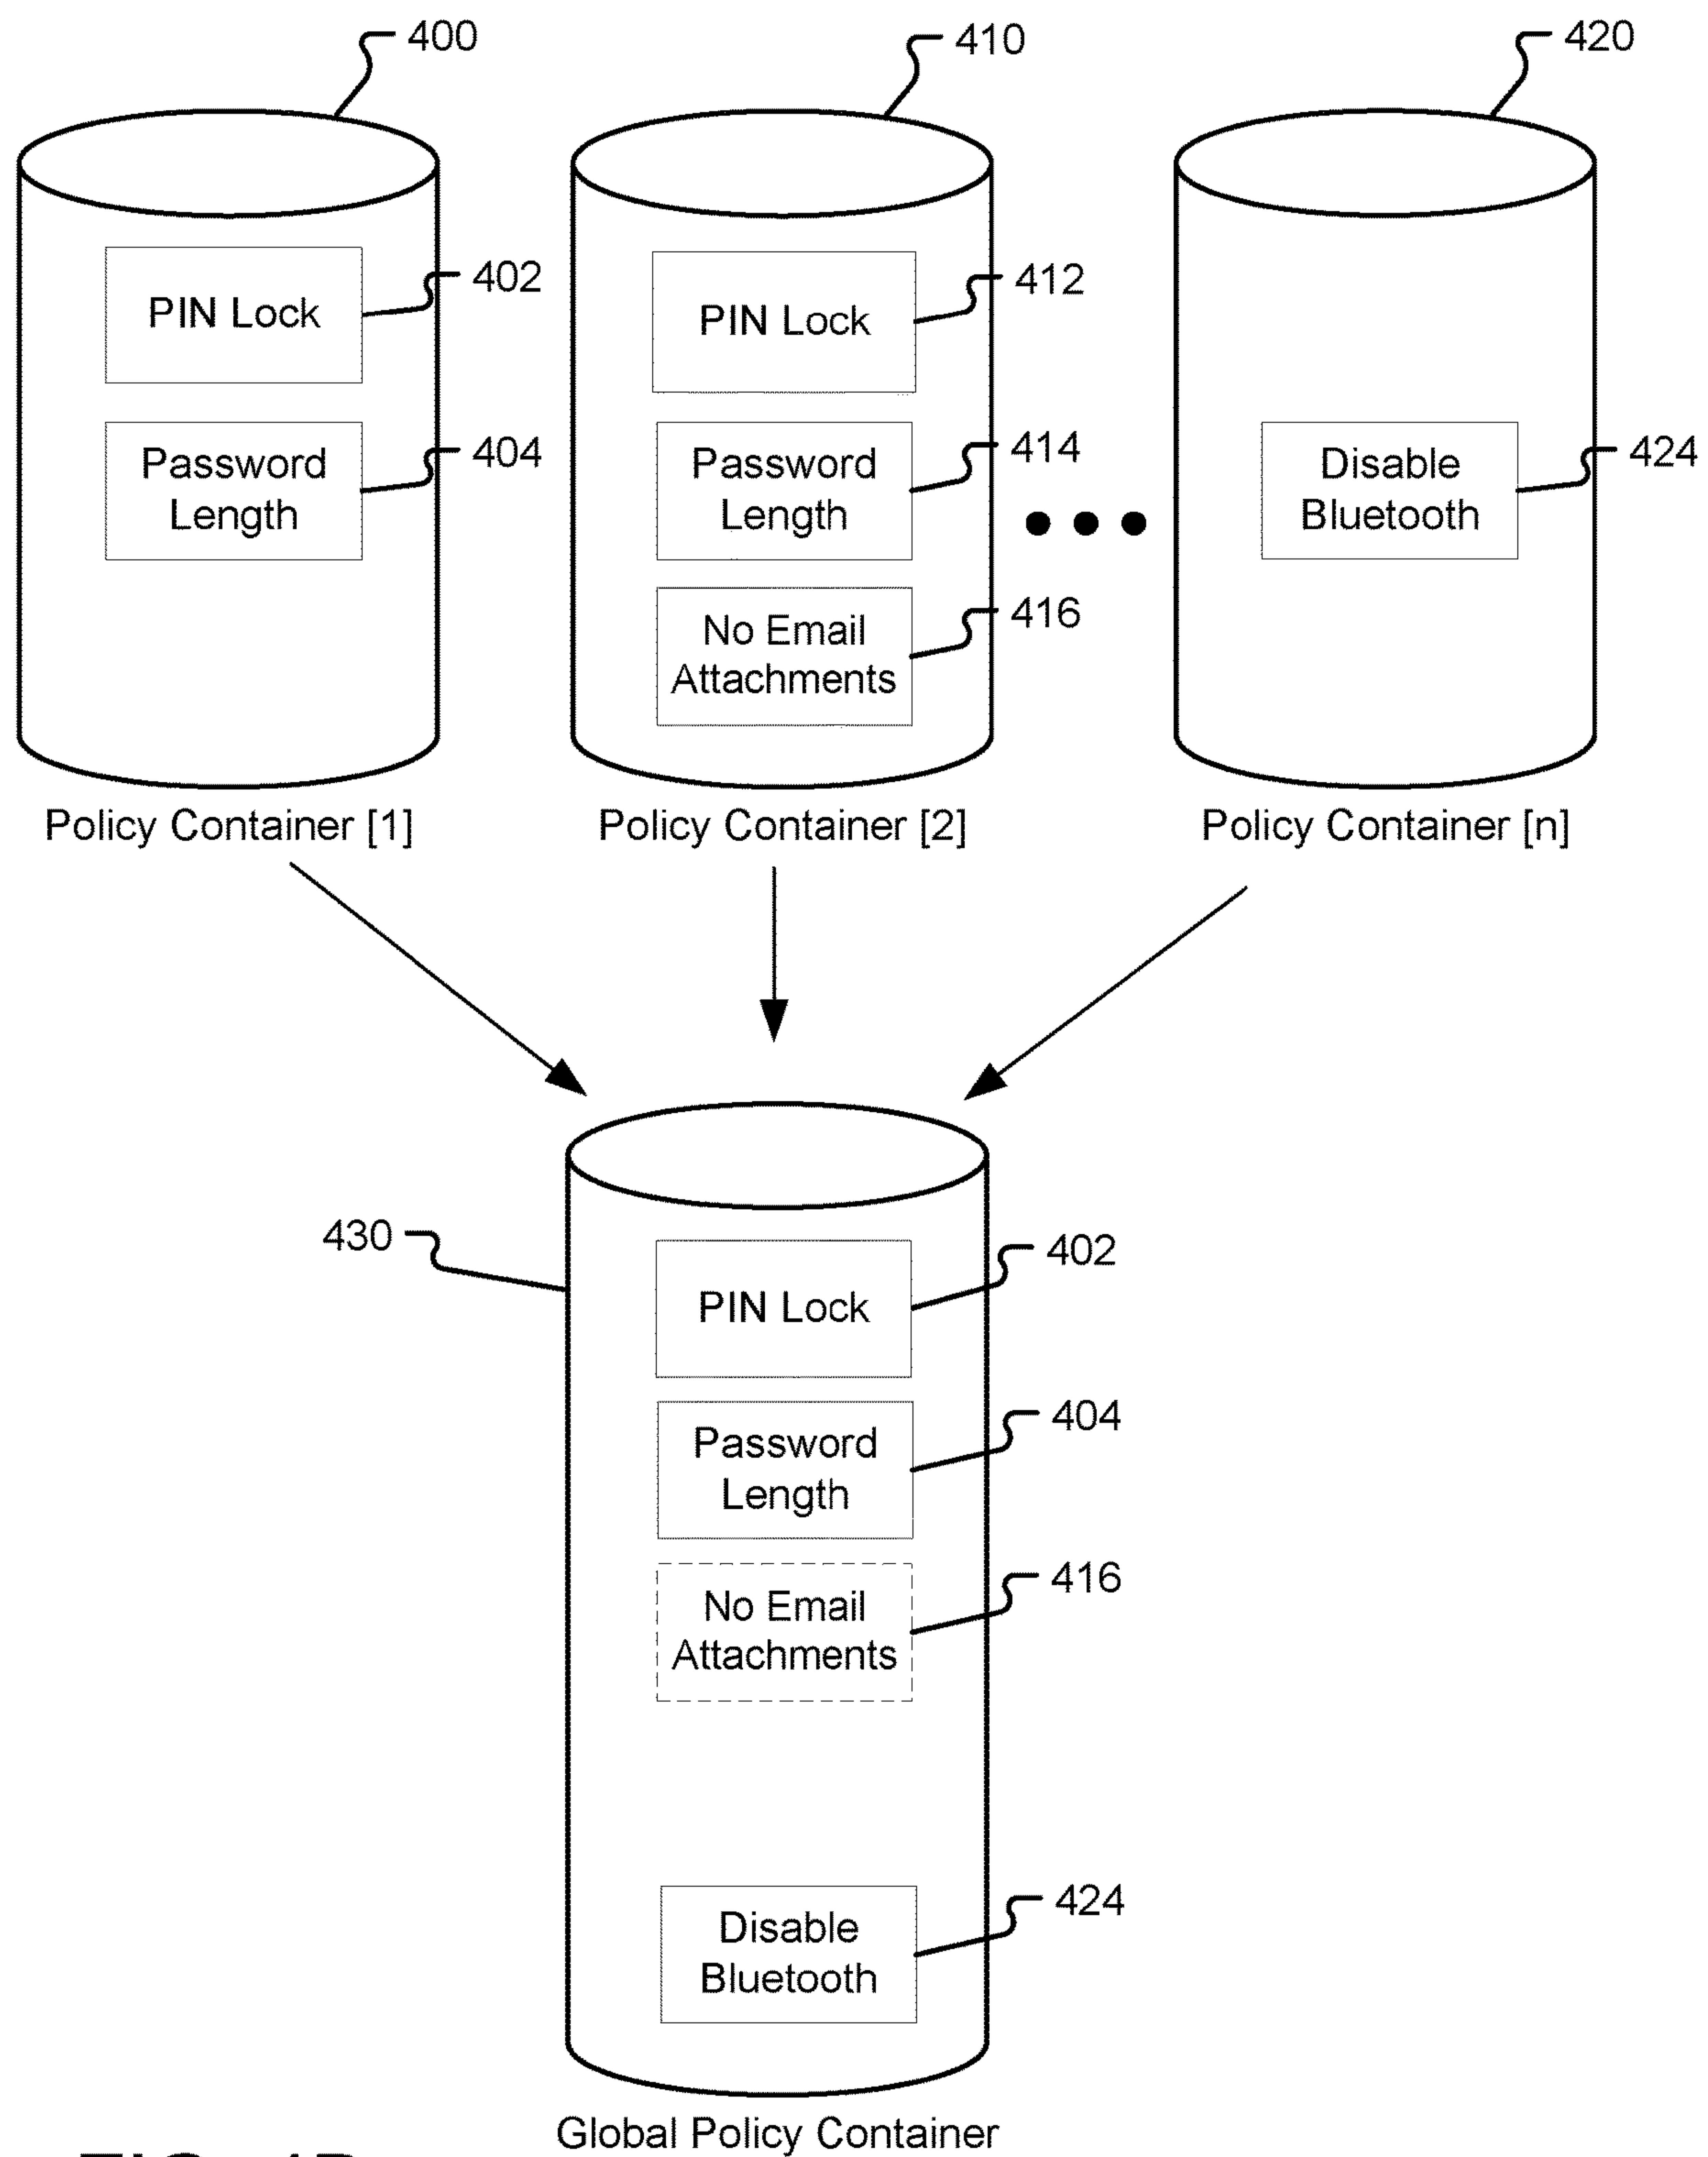 400
410
420
PIN Lock
402
PIN Lock
412
Password
Length
404
Password
Length
414
Disable
Bluetooth
424
No Email
Attachments
416
Policy Container [1]
Policy Container [2]
Policy Container [n]
430
PIN Lock
402
Password
Length
404
No Email
Attachments
416
Disable
Bluetooth
424
Global Policy Container